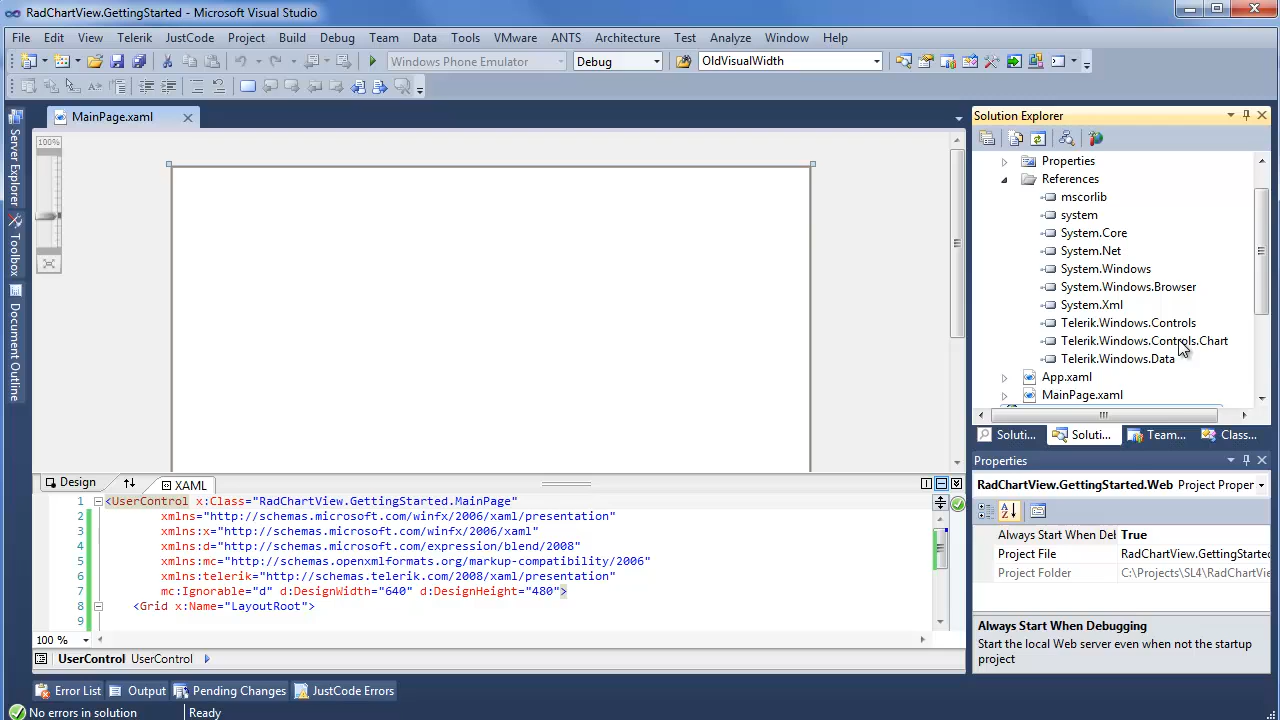 RadChartView.GettingStarted - Microsoft Visual Studio
File Edit View Telerik JustCode Project Build Debug Team Data Tools VMware ANTS Architecture Test Analyze Window Help
Windows Phone Emulator Debug OldVisualWidth
MainPage.xaml
Server Explorer
Toolbox
Document Outline
100%
Design XAML
1 <UserControl x:Class="RadChartView.GettingStarted.MainPage"
2 xmlns="http://schemas.microsoft.com/winfx/2006/xaml/presentation"
3 xmlns:x="http://schemas.microsoft.com/winfx/2006/xaml"
4 xmlns:d="http://schemas.microsoft.com/expression/blend/2008"
5 xmlns:mc="http://schemas.openxmlformats.org/markup-compatibility/2006"
6 xmlns:telerik="http://schemas.telerik.com/2008/xaml/presentation"
7 mc:Ignorable="d" d:DesignWidth="640" d:DesignHeight="480">
8 <Grid x:Name="LayoutRoot">
9
100 %
UserControl UserControl
Solution Explorer
Properties
References
mscorlib
system
System.Core
System.Net
System.Windows
System.Windows.Browser
System.Xml
Telerik.Windows.Controls
Telerik.Windows.Controls.Chart
Telerik.Windows.Data
App.xaml
MainPage.xaml
Soluti... Soluti... Team... Class...
Properties
RadChartView.GettingStarted.Web Project Proper
Always Start When Del True
Project File RadChartView.GettingStarted
Project Folder C:\Projects\SL4\RadChartVi
Always Start When Debugging
Start the local Web server even when not the startup
project
Error List Output Pending Changes JustCode Errors
No errors in solution Ready